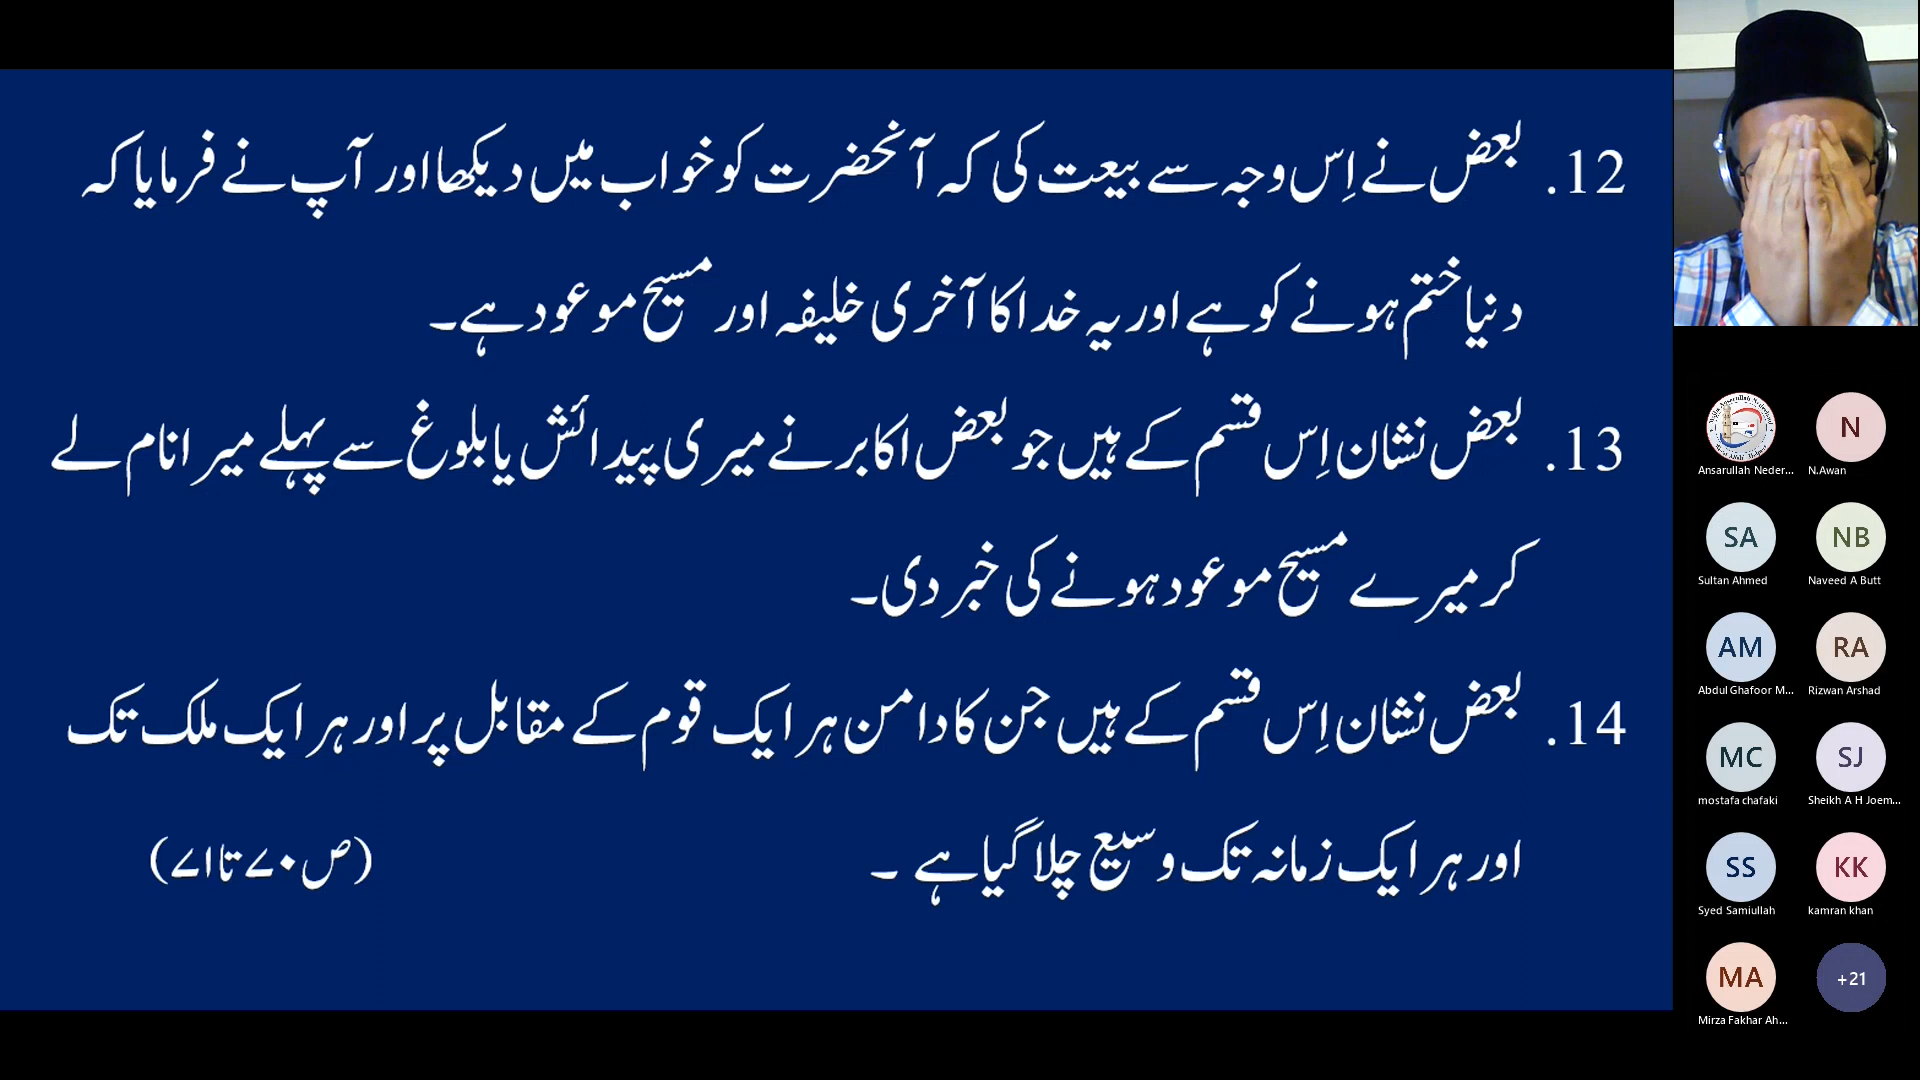 12. بعض نے اِس وجہ سے بیعت کی کہ آنحضرت کو خواب میں دیکھا اور آپ نے فرمایا کہ
دنیا ختم ہونے کو ہے اور یہ خدا کا آخری خلیفہ اور مسیح موعود ہے۔
13. بعض نشان اِس قسم کے ہیں جو بعض اکابر نے میری پیدائش یا بلوغ سے پہلے میرا نام لے
کر میرے مسیح موعود ہونے کی خبر دی۔
14. بعض نشان اِس قسم کے ہیں جن کا دامن ہر ایک قوم کے مقابل پر اور ہر ایک ملک تک
اور ہر ایک زمانہ تک وسیع چلا گیا ہے ۔ (ص ۷۰ تا ۷۱)
Ansarullah Neder...
N
N.Awan
SA
Sultan Ahmed
NB
Naveed A Butt
AM
Abdul Ghafoor M...
RA
Rizwan Arshad
MC
mostafa chafaki
SJ
Sheikh A H Joem...
SS
Syed Samiullah
KK
kamran khan
MA
Mirza Fakhar Ah...
+21